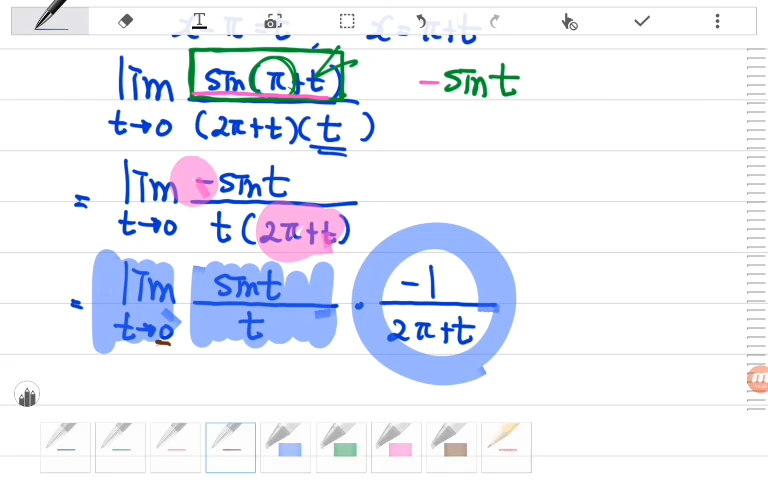 x - π = t, x = π + t
lim sin(π + t) / (2π + t)(t) - sin t
t→0
= lim - sin t / t(2π + t)
t→0
= lim sin t / t · -1 / 2π + t
t→0